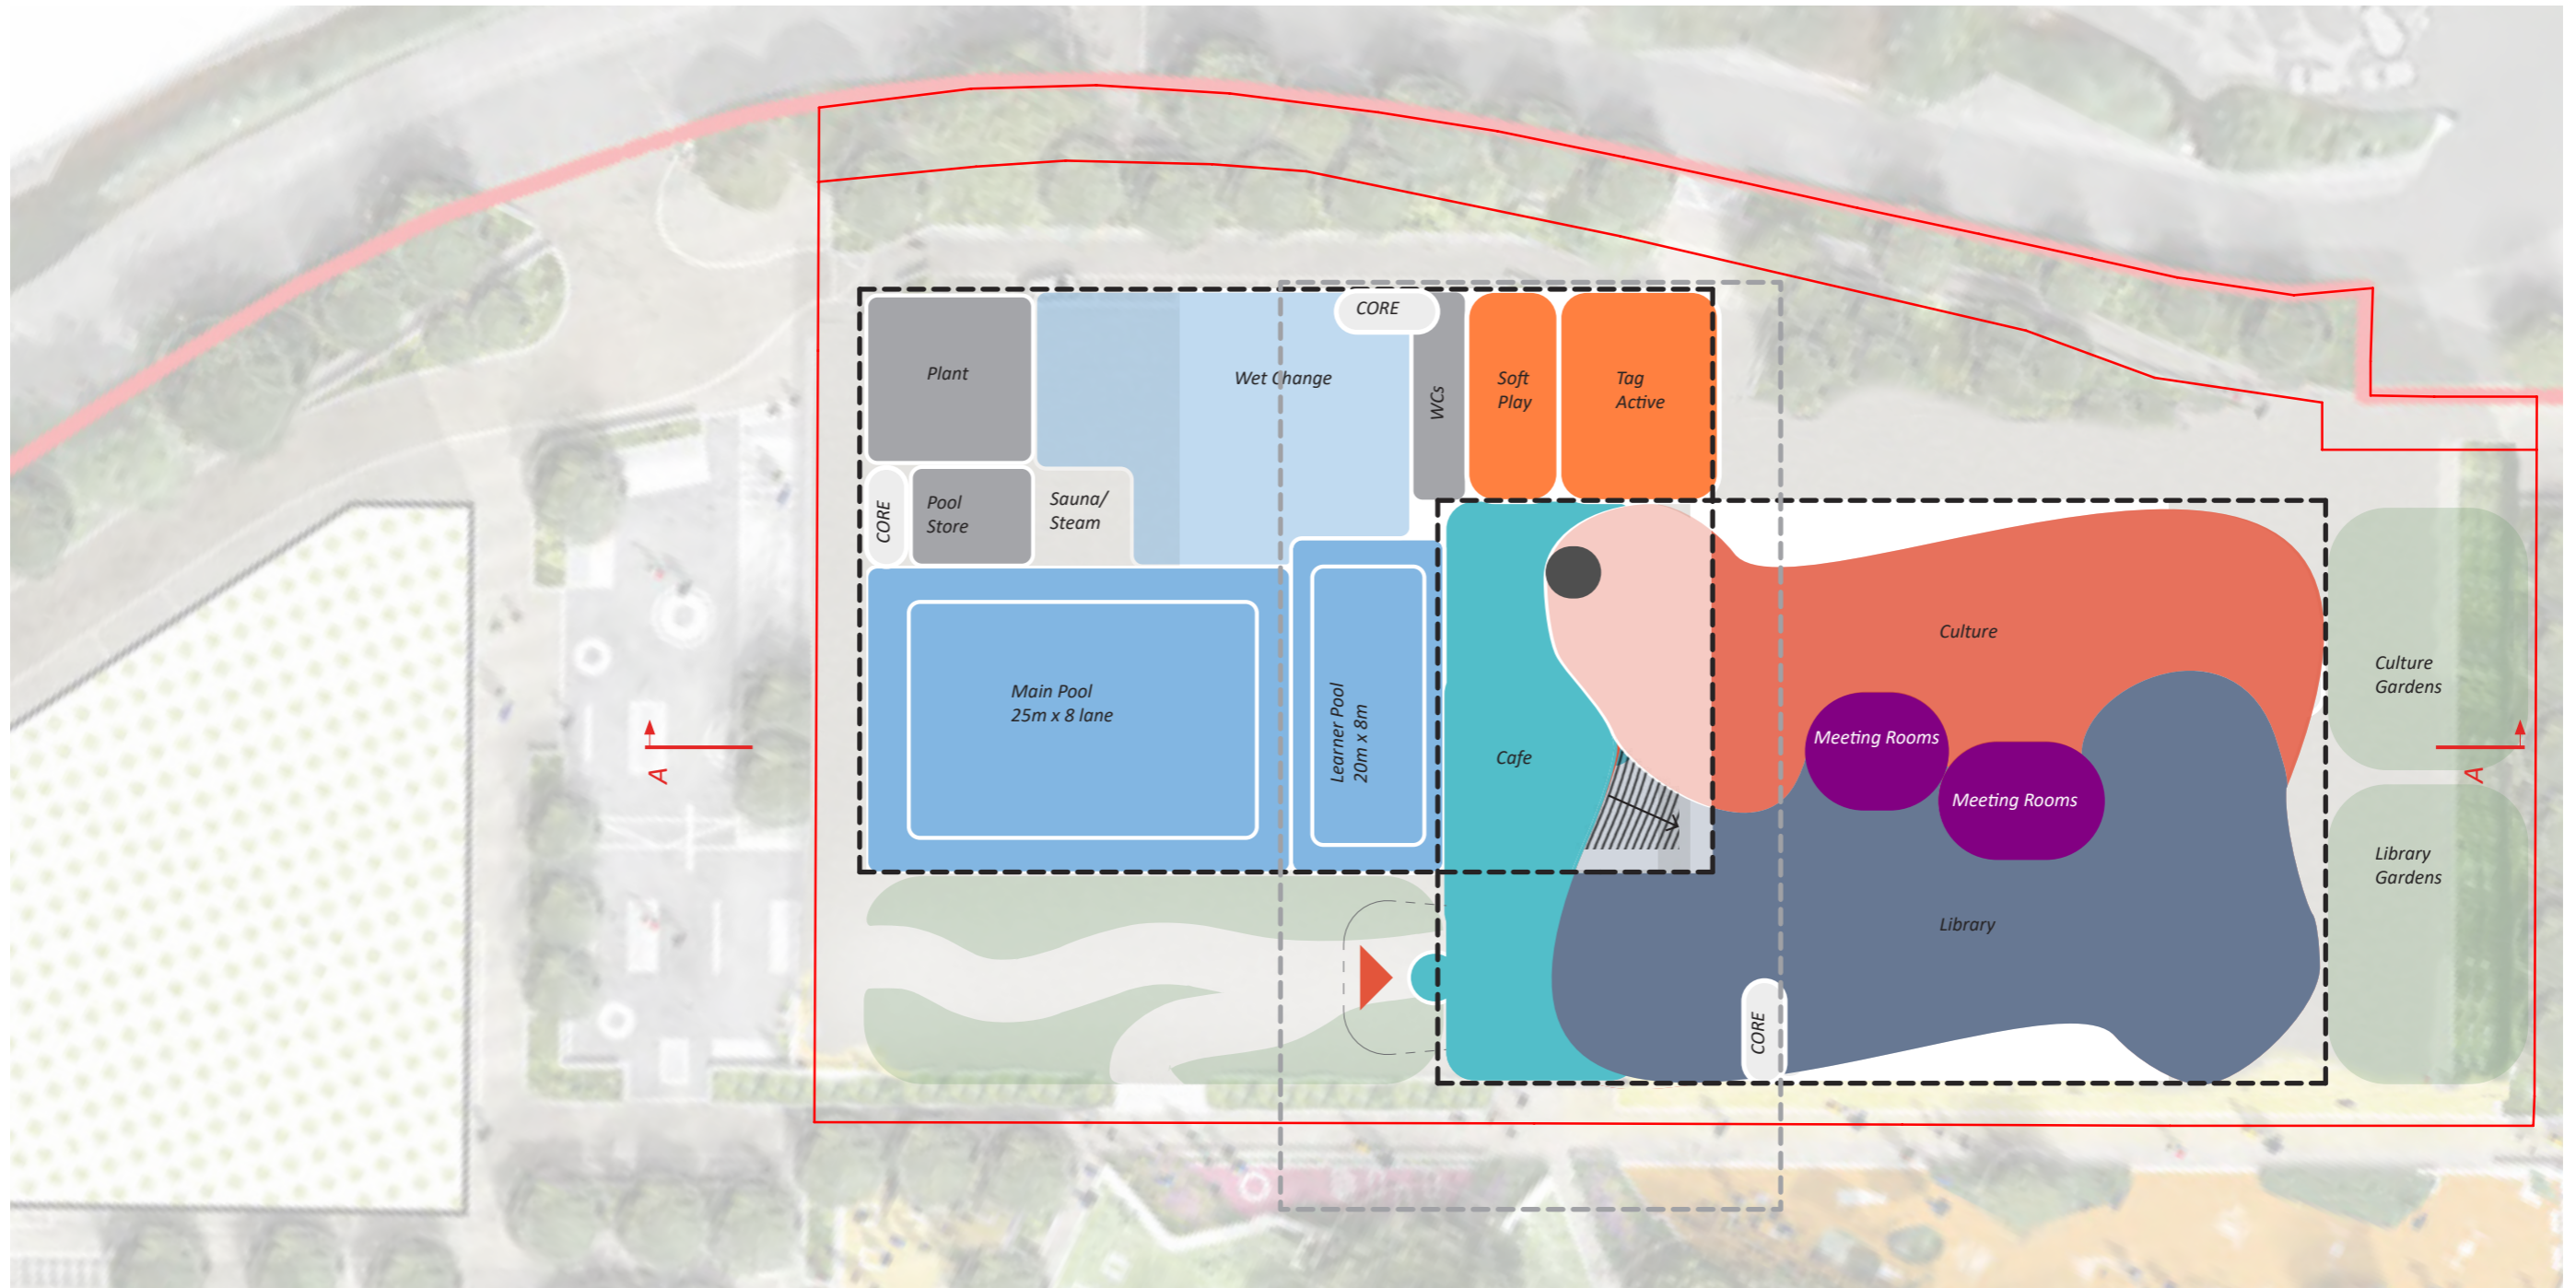 CORE
Plant
Wet Change
WCs
Soft
Play
Tag
Active
CORE
Pool
Store
Sauna/
Steam
Main Pool
25m x 8 lane
Learner Pool
20m x 8m
Cafe
Culture
Meeting Rooms
Meeting Rooms
Library
CORE
Culture
Gardens
Library
Gardens
A
A